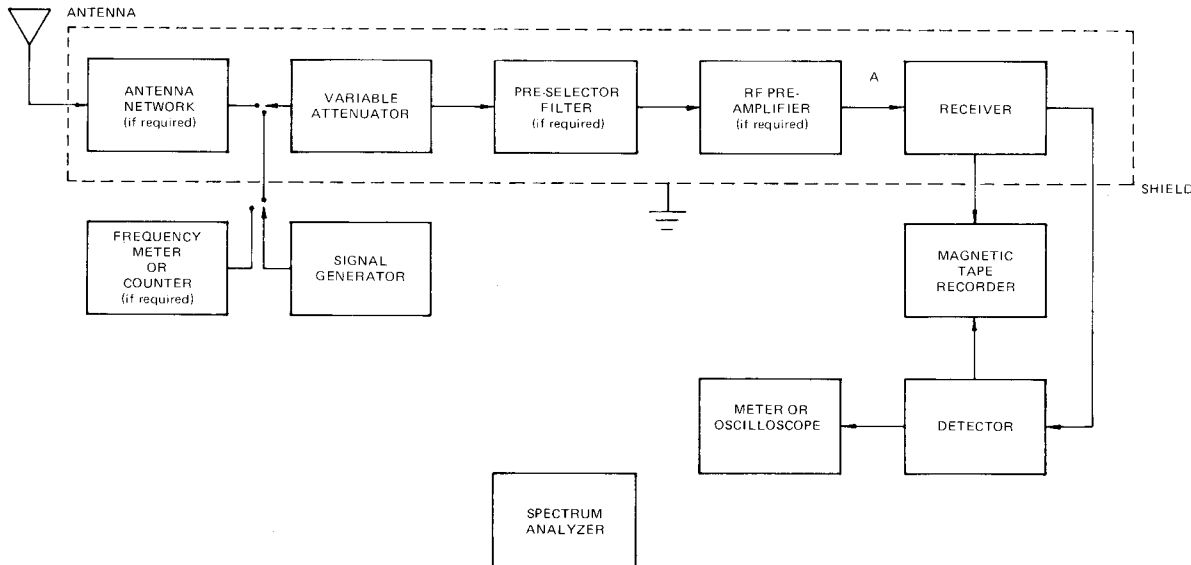 ANTENNA
ANTENNA
NETWORK
(if required)
VARIABLE
ATTENUATOR
PRE-SELECTOR
FILTER
(if required)
RF PRE-
AMPLIFIER
(if required)
A
RECEIVER
SHIELD
FREQUENCY
METER
OR
COUNTER
(if required)
SIGNAL
GENERATOR
MAGNETIC
TAPE
RECORDER
METER OR
OSCILLOSCOPE
DETECTOR
SPECTRUM
ANALYZER